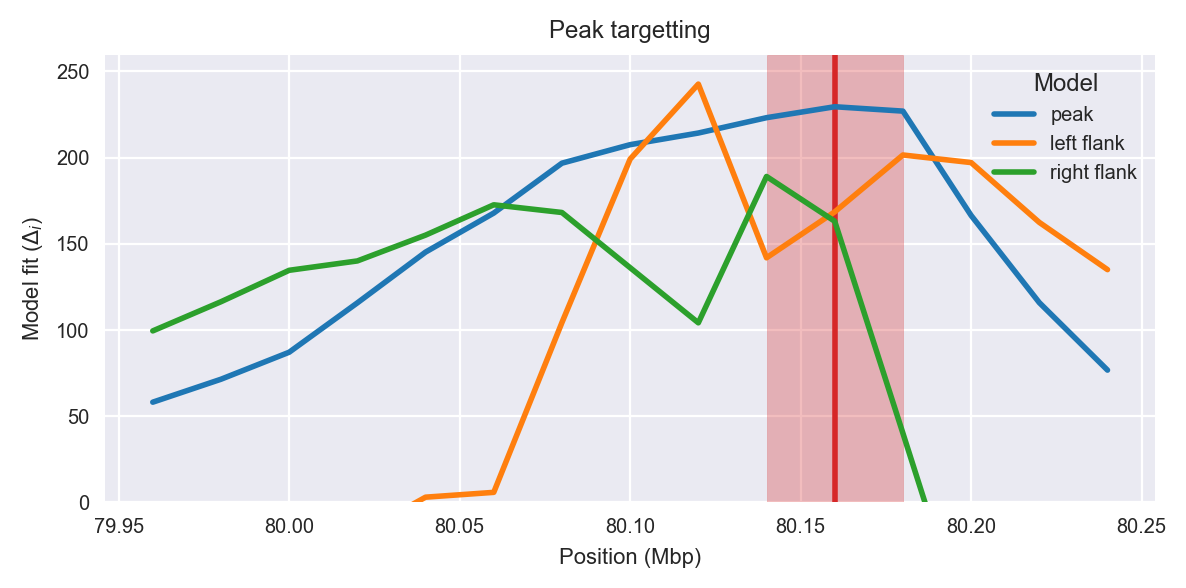 Peak targetting
Model fit (Δᵢ)
250
200
150
100
50
0
Model
peak
left flank
right flank
79.95
80.00
80.05
80.10
80.15
80.20
80.25
Position (Mbp)